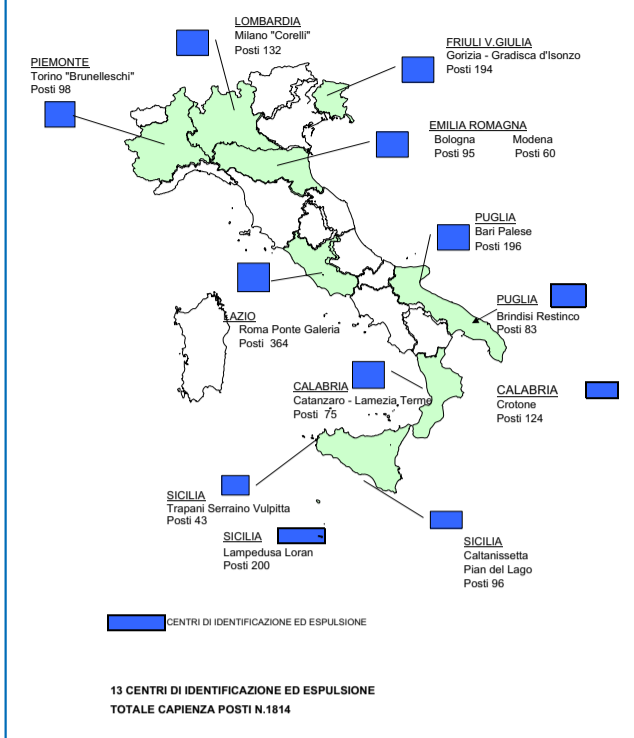 LOMBARDIA
Milano "Corelli"
Posti 132
FRIULI V.GIULIA
Gorizia - Gradisca d'Isonzo
Posti 194
PIEMONTE
Torino "Brunelleschi"
Posti 98
EMILIA ROMAGNA
Bologna Modena
Posti 95 Posti 60
PUGLIA
Bari Palese
Posti 196
PUGLIA
Brindisi Restinco
Posti 83
LAZIO
Roma Ponte Galeria
Posti 364
CALABRIA
Catanzaro - Lamezia Terme
Posti 75
CALABRIA
Crotone
Posti 124
SICILIA
Trapani Serraino Vulpitta
Posti 43
SICILIA
Lampedusa Loran
Posti 200
SICILIA
Caltanissetta
Pian del Lago
Posti 96
CENTRI DI IDENTIFICAZIONE ED ESPULSIONE
13 CENTRI DI IDENTIFICAZIONE ED ESPULSIONE
TOTALE CAPIENZA POSTI N.1814